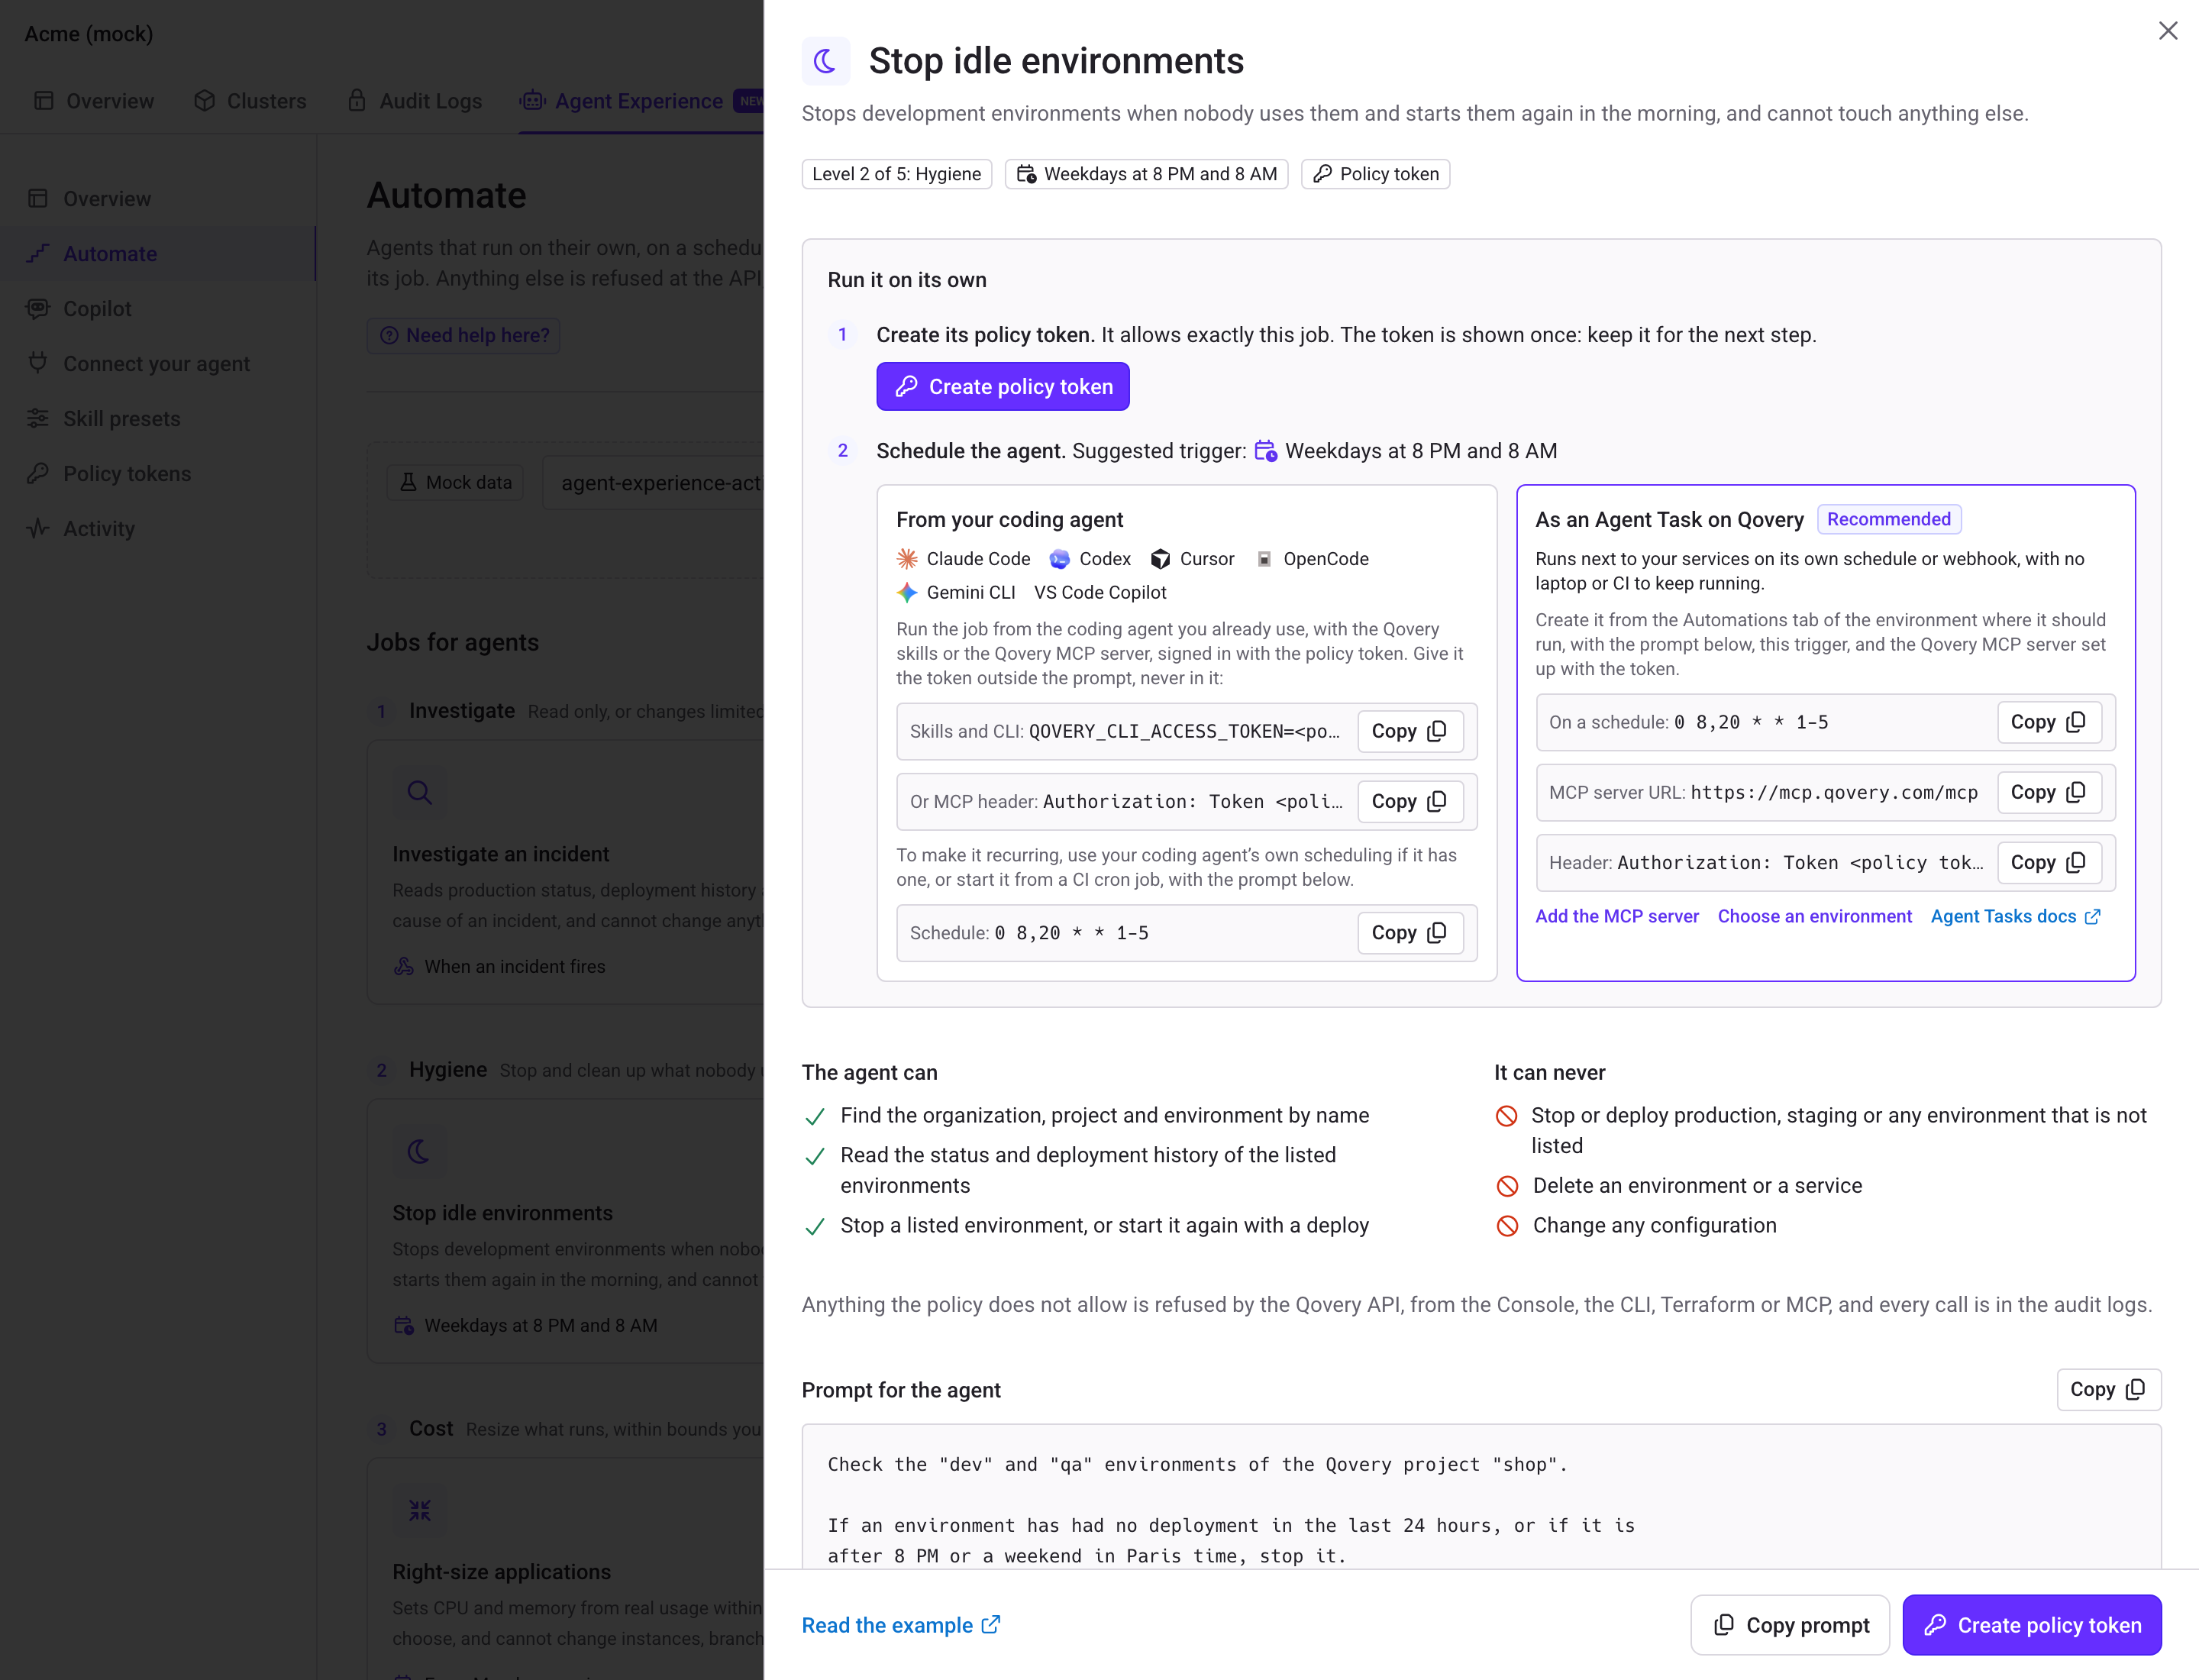 Acme (mock)
Overview
Clusters
Audit Logs
Agent Experience
NEW
Overview
Automate
Copilot
Connect your agent
Skill presets
Policy tokens
Activity
Automate
Agents that run on their own, on a schedu
its job. Anything else is refused at the API
Need help here?
Mock data
agent-experience-act
Jobs for agents
1 Investigate Read only, or changes limited
Investigate an incident
Reads production status, deployment history
cause of an incident, and cannot change anyt
When an incident fires
2 Hygiene Stop and clean up what nobody
Stop idle environments
Stops development environments when nobo
starts them again in the morning, and cannot
Weekdays at 8 PM and 8 AM
3 Cost Resize what runs, within bounds you
Right-size applications
Sets CPU and memory from real usage within
choose, and cannot change instances, branch
Stop idle environments
Stops development environments when nobody uses them and starts them again in the morning, and cannot touch anything else.
Level 2 of 5: Hygiene
Weekdays at 8 PM and 8 AM
Policy token
Run it on its own
1 Create its policy token. It allows exactly this job. The token is shown once: keep it for the next step.
Create policy token
2 Schedule the agent. Suggested trigger: Weekdays at 8 PM and 8 AM
From your coding agent
Claude Code Codex Cursor OpenCode
Gemini CLI VS Code Copilot
Run the job from the coding agent you already use, with the Qovery
skills or the Qovery MCP server, signed in with the policy token. Give it
the token outside the prompt, never in it:
Skills and CLI: QOVERY_CLI_ACCESS_TOKEN=<po… Copy
Or MCP header: Authorization: Token <poli… Copy
To make it recurring, use your coding agent’s own scheduling if it has
one, or start it from a CI cron job, with the prompt below.
Schedule: 0 8,20 * * 1-5 Copy
As an Agent Task on Qovery Recommended
Runs next to your services on its own schedule or webhook, with no
laptop or CI to keep running.
Create it from the Automations tab of the environment where it should
run, with the prompt below, this trigger, and the Qovery MCP server set
up with the token.
On a schedule: 0 8,20 * * 1-5 Copy
MCP server URL: https://mcp.qovery.com/mcp Copy
Header: Authorization: Token <policy tok… Copy
Add the MCP server Choose an environment Agent Tasks docs
The agent can
Find the organization, project and environment by name
Read the status and deployment history of the listed
environments
Stop a listed environment, or start it again with a deploy
It can never
Stop or deploy production, staging or any environment that is not
listed
Delete an environment or a service
Change any configuration
Anything the policy does not allow is refused by the Qovery API, from the Console, the CLI, Terraform or MCP, and every call is in the audit logs.
Prompt for the agent
Copy
Check the "dev" and "qa" environments of the Qovery project "shop".
If an environment has had no deployment in the last 24 hours, or if it is
after 8 PM or a weekend in Paris time, stop it.
Read the example
Copy prompt
Create policy token